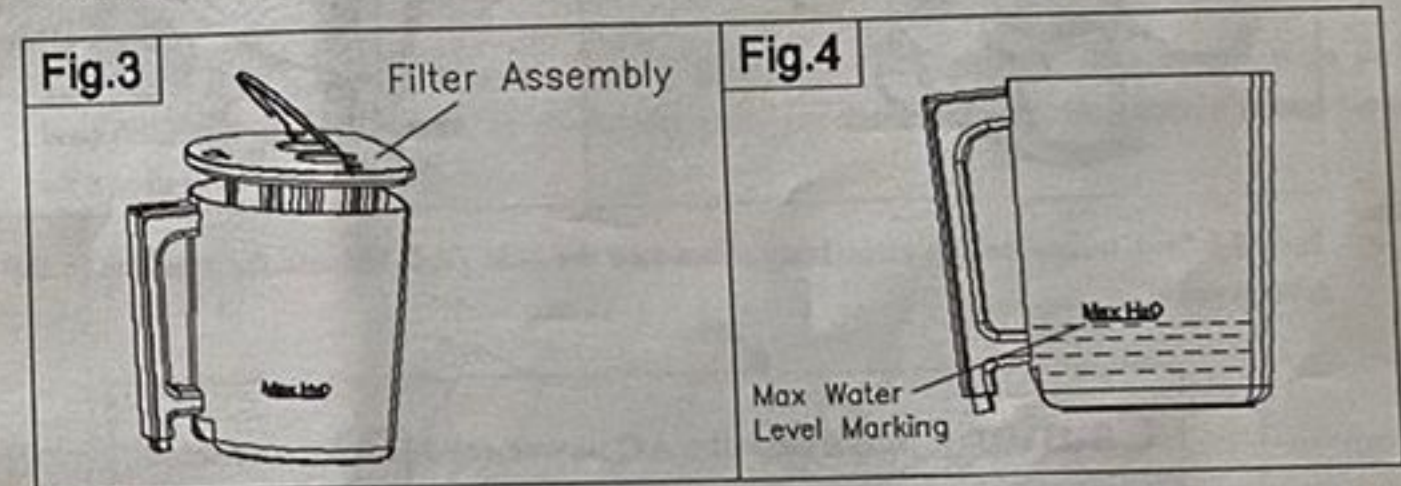 Fig.3
Filter Assembly
Max H2O
Fig.4
Max H2O
Max Water
Level Marking